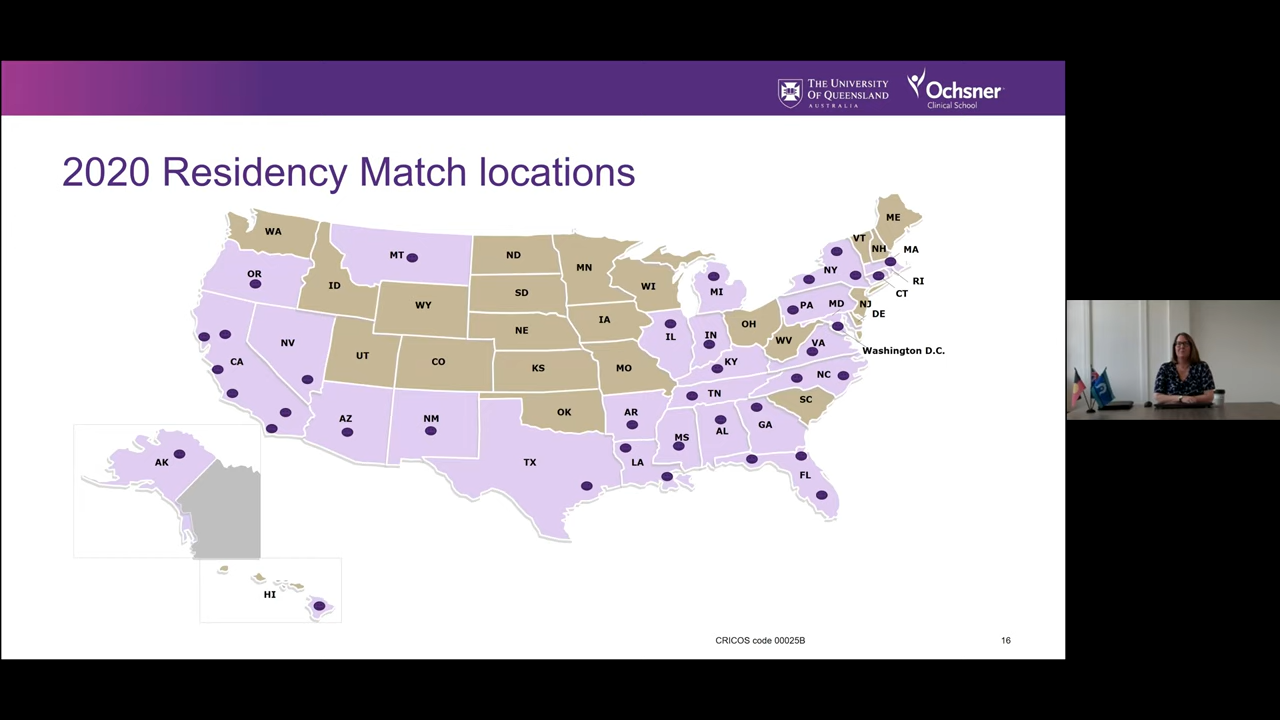 THE UNIVERSITY
OF QUEENSLAND
AUSTRALIA
Ochsner
Clinical School
2020 Residency Match locations
WA
MT
ND
MN
ME
VT
NH
MA
OR
ID
SD
WI
MI
NY
RI
CT
WY
NE
IA
PA
MD
NJ
DE
NV
UT
CO
KS
MO
IL
IN
OH
WV
VA
Washington D.C.
CA
KY
NC
AZ
NM
OK
AR
TN
SC
TX
LA
MS
AL
GA
FL
AK
HI
CRICOS code 00025B
16